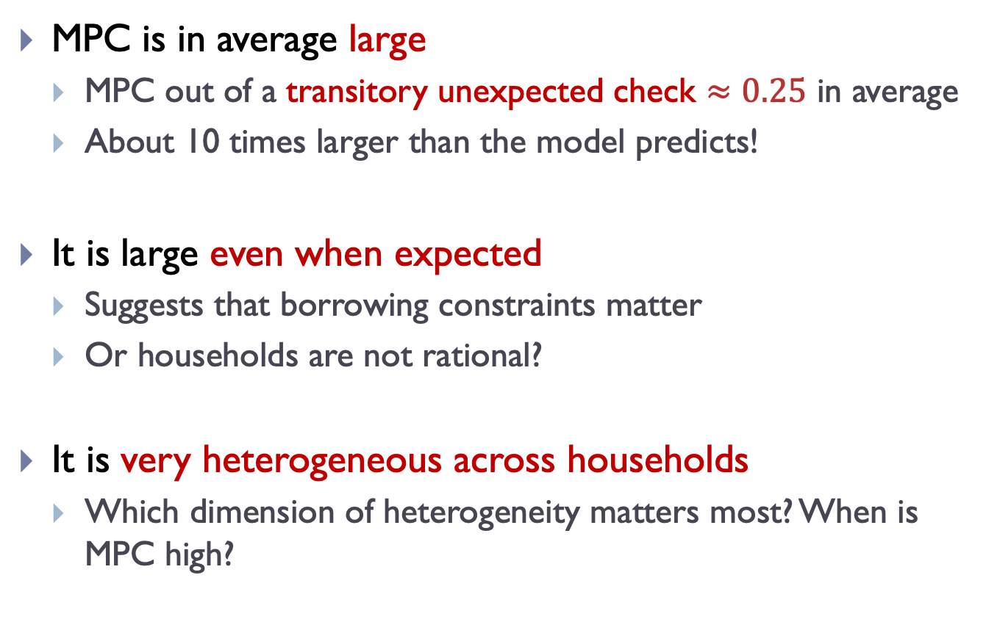 MPC is in average large
MPC out of a transitory unexpected check ≈ 0.25 in average
About 10 times larger than the model predicts!
It is large even when expected
Suggests that borrowing constraints matter
Or households are not rational?
It is very heterogeneous across households
Which dimension of heterogeneity matters most? When is
MPC high?